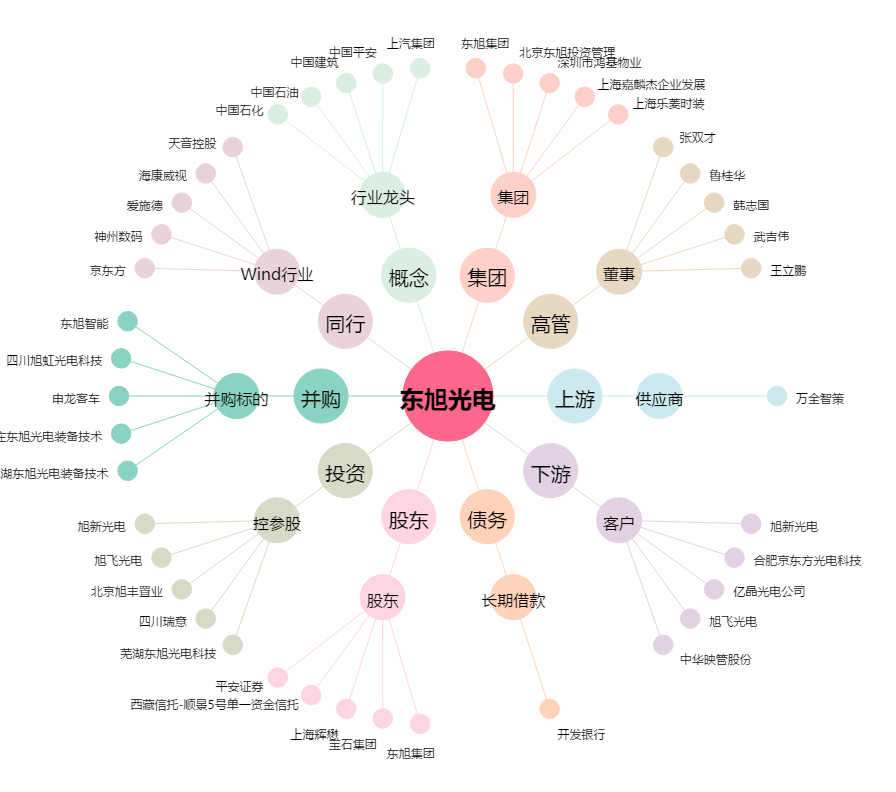 上汽集团
东旭集团
中国平安
北京东旭投资管理
中国建筑
深圳市鸿基物业
中国石油
上海嘉麟杰企业发展
中国石化
上海乐菱时装
天音控股
张双才
海康威视
鲁桂华
行业龙头
集团
爱施德
韩志国
神州数码
武吉伟
京东方
Wind行业
概念
集团
董事
王立鹏
东旭智能
同行
高管
四川旭虹光电科技
申龙客车
并购标的
并购
东旭光电
上游
供应商
万全智策
庄东旭光电装备技术
湖东旭光电装备技术
投资
下游
旭新光电
控参股
股东
债务
客户
旭新光电
旭飞光电
合肥京东方光电科技
北京旭丰置业
亿晶光电公司
四川瑞意
股东
长期借款
旭飞光电
芜湖东旭光电科技
中华映管股份
平安证券
西藏信托-顺景5号单一资金信托
上海辉懋
宝石集团
东旭集团
开发银行